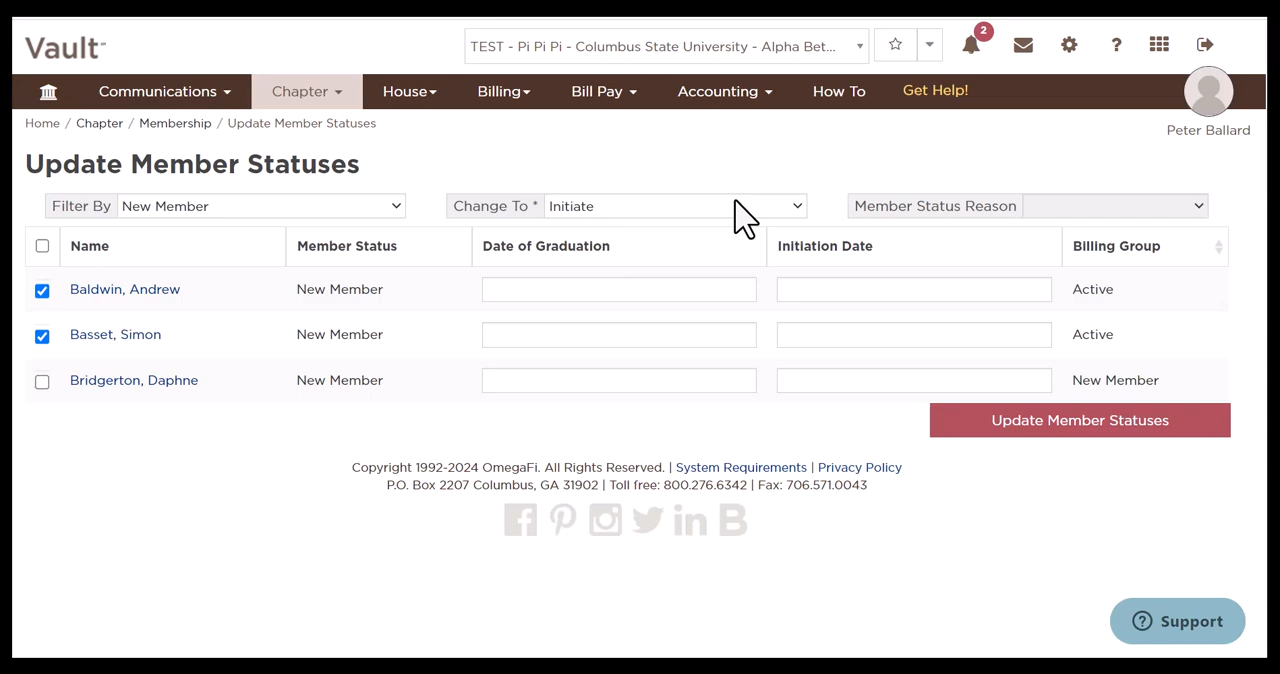 Vault™
TEST - Pi Pi Pi - Columbus State University - Alpha Bet...
2
?
Communications
Chapter
House
Billing
Bill Pay
Accounting
How To
Get Help!
Home / Chapter / Membership / Update Member Statuses
Peter Ballard
Update Member Statuses
Filter By New Member
Change To * Initiate
Member Status Reason
Name Member Status Date of Graduation Initiation Date Billing Group
Baldwin, Andrew New Member Active
Basset, Simon New Member Active
Bridgerton, Daphne New Member New Member
Update Member Statuses
Copyright 1992-2024 OmegaFi. All Rights Reserved. | System Requirements | Privacy Policy
P.O. Box 2207 Columbus, GA 31902 | Toll free: 800.276.6342 | Fax: 706.571.0043
? Support